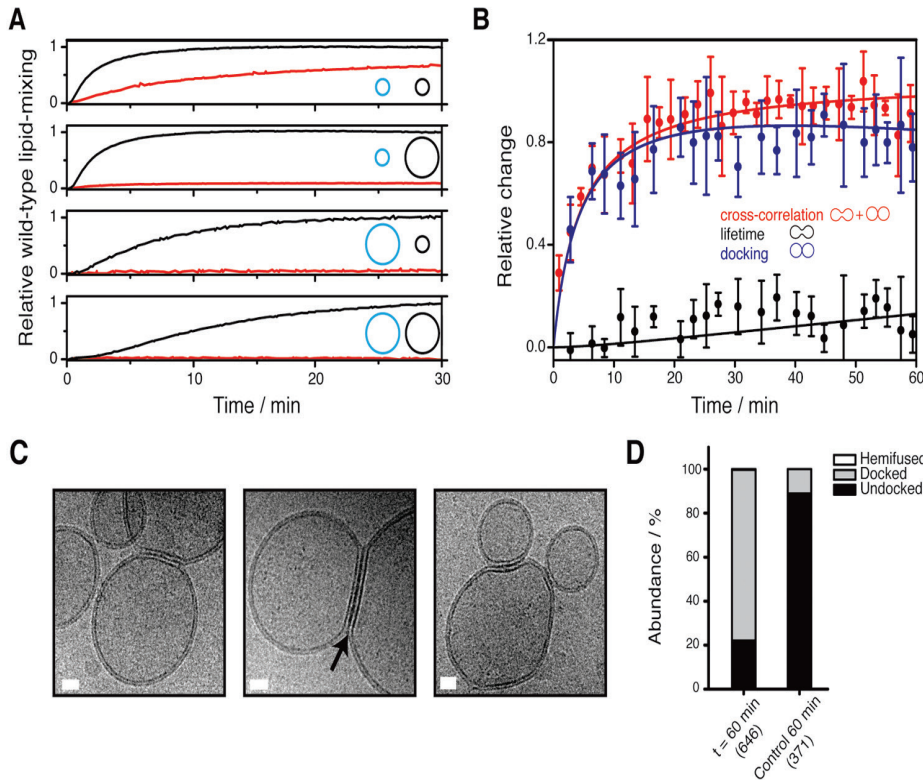 A
Relative wild-type lipid-mixing
1
0
1
0
1
0
1
0
0
10
20
30
Time / min
B
Relative change
1.2
0.8
0.4
0.0
cross-correlation
lifetime
docking
0 10 20 30 40 50 60
Time / min
C
D
Hemifused
Docked
Undocked
Abundance / %
100
80
60
40
20
0
t = 60 min
(646)
Control 60 min
(371)